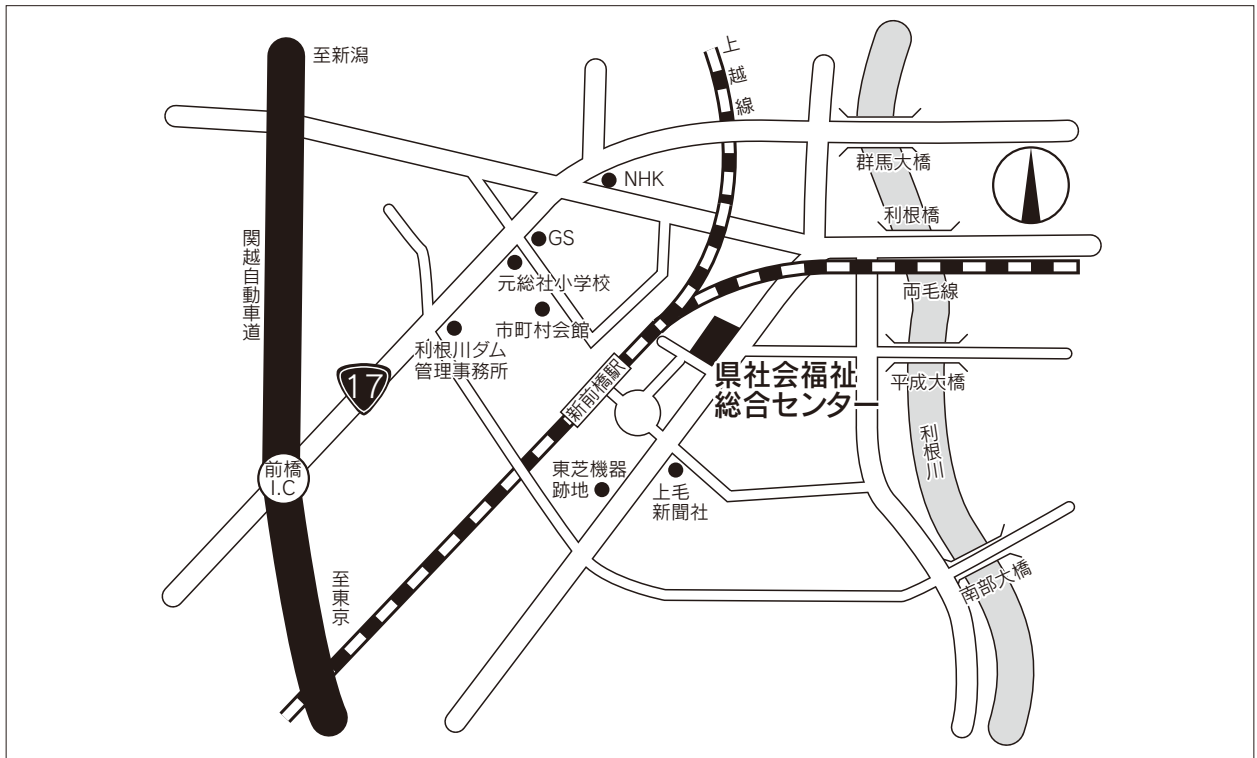 至新潟
上越線
群馬大橋
NHK
利根橋
関越自動車道
GS
元総社小学校
両毛線
市町村会館
利根川ダム
管理事務所
17
新前橋駅
県社会福祉
総合センター
平成大橋
利根川
前橋
I.C
東芝機器
跡地
上毛
新聞社
至東京
南部大橋